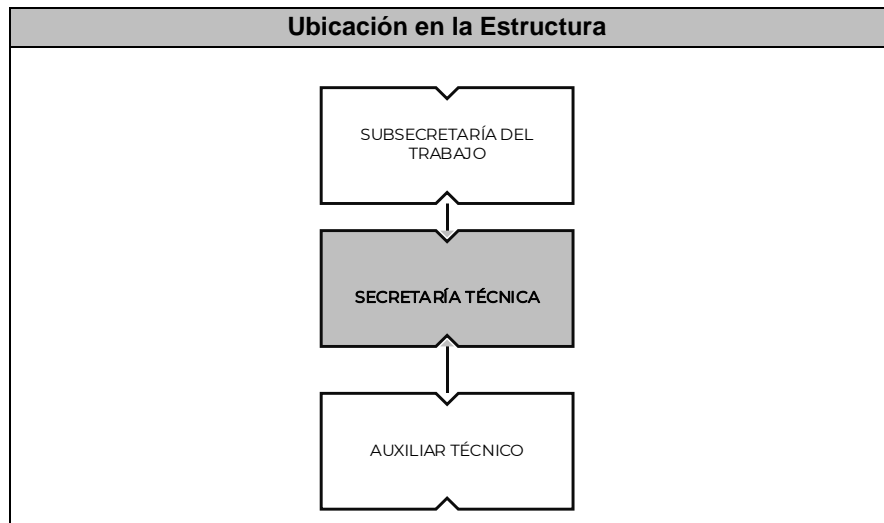 Ubicación en la Estructura
SUBSECRETARÍA DEL
TRABAJO
SECRETARÍA TÉCNICA
AUXILIAR TÉCNICO